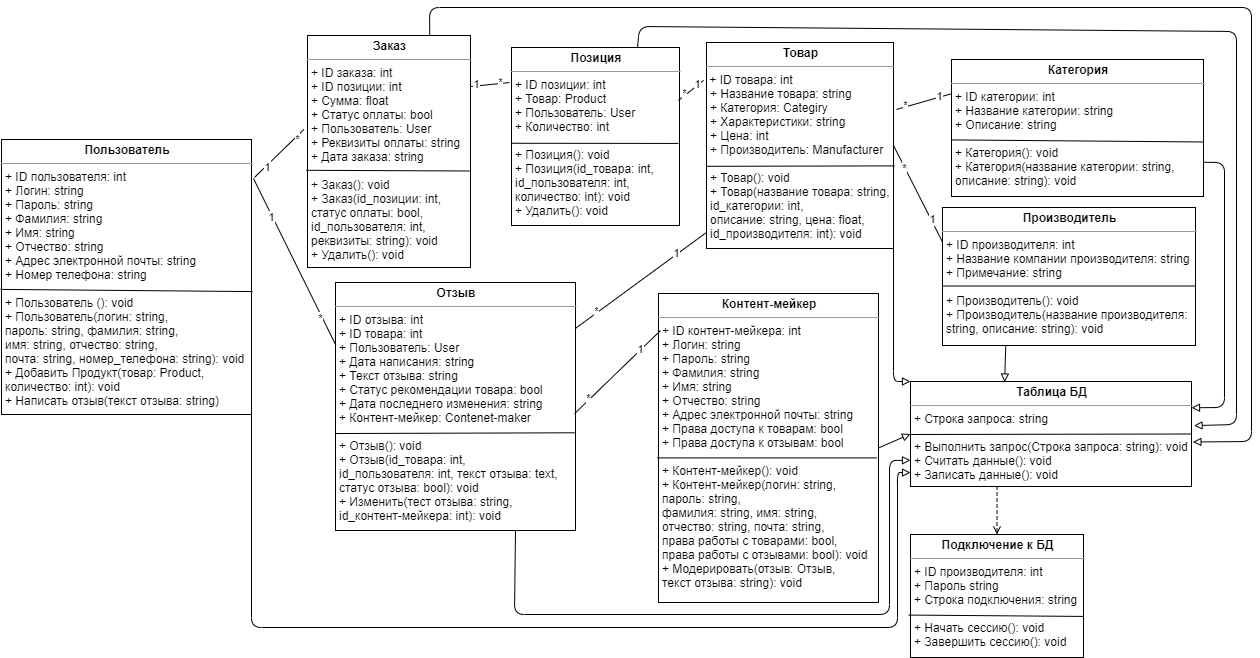 Пользователь
+ ID пользователя: int
+ Логин: string
+ Пароль: string
+ Фамилия: string
+ Имя: string
+ Отчество: string
+ Адрес электронной почты: string
+ Номер телефона: string
+ Пользователь (): void
+ Пользователь(логин: string,
пароль: string, фамилия: string,
имя: string, отчество: string,
почта: string, номер_телефона: string): void
+ Добавить Продукт(товар: Product,
количество: int): void
+ Написать отзыв(текст отзыва: string)
1
*
1
*
Заказ
+ ID заказа: int
+ ID позиции: int
+ Сумма: float
+ Статус оплаты: bool
+ Пользователь: User
+ Реквизиты оплаты: string
+ Дата заказа: string
+ Заказ(): void
+ Заказ(id_позиции: int,
статус оплаты: bool,
id_пользователя: int,
реквизиты: string): void
+ Удалить(): void
1
*
Позиция
+ ID позиции: int
+ Товар: Product
+ Пользователь: User
+ Количество: int
+ Позиция(): void
+ Позиция(id_товара: int,
id_пользователя: int,
количество: int): void
+ Удалить(): void
*
1
Товар
+ ID товара: int
+ Название товара: string
+ Категория: Categiry
+ Характеристики: string
+ Цена: int
+ Производитель: Manufacturer
+ Товар(): void
+ Товар(название товара: string,
id_категории: int,
описание: string, цена: float,
id_производителя: int): void
*
1
*
1
Категория
+ ID категории: int
+ Название категории: string
+ Описание: string
+ Категория(): void
+ Категория(название категории: string,
описание: string): void
Производитель
+ ID производителя: int
+ Название компании производителя: string
+ Примечание: string
+ Производитель(): void
+ Производитель(название производителя:
string, описание: string): void
Отзыв
+ ID отзыва: int
+ ID товара: int
+ Пользователь: User
+ Дата написания: string
+ Текст отзыва: string
+ Статус рекомендации товара: bool
+ Дата последнего изменения: string
+ Контент-мейкер: Contenet-maker
+ Отзыв(): void
+ Отзыв(id_товара: int,
id_пользователя: int, текст отзыва: text,
статус отзыва: bool): void
+ Изменить(тест отзыва: string,
id_контент-мейкера: int): void
*
1
*
1
Контент-мейкер
+ ID контент-мейкера: int
+ Логин: string
+ Пароль: string
+ Фамилия: string
+ Имя: string
+ Отчество: string
+ Адрес электронной почты: string
+ Права доступа к товарам: bool
+ Права доступа к отзывам: bool
+ Контент-мейкер(): void
+ Контент-мейкер(логин: string,
пароль: string,
фамилия: string, имя: string,
отчество: string, почта: string,
права работы с товарами: bool,
права работы с отзывами: bool): void
+ Модерировать(отзыв: Отзыв,
текст отзыва: string): void
Таблица БД
+ Строка запроса: string
+ Выполнить запрос(Строка запроса: string): void
+ Считать данные(): void
+ Записать данные(): void
Подключение к БД
+ ID производителя: int
+ Пароль string
+ Строка подключения: string
+ Начать сессию(): void
+ Завершить сессию(): void